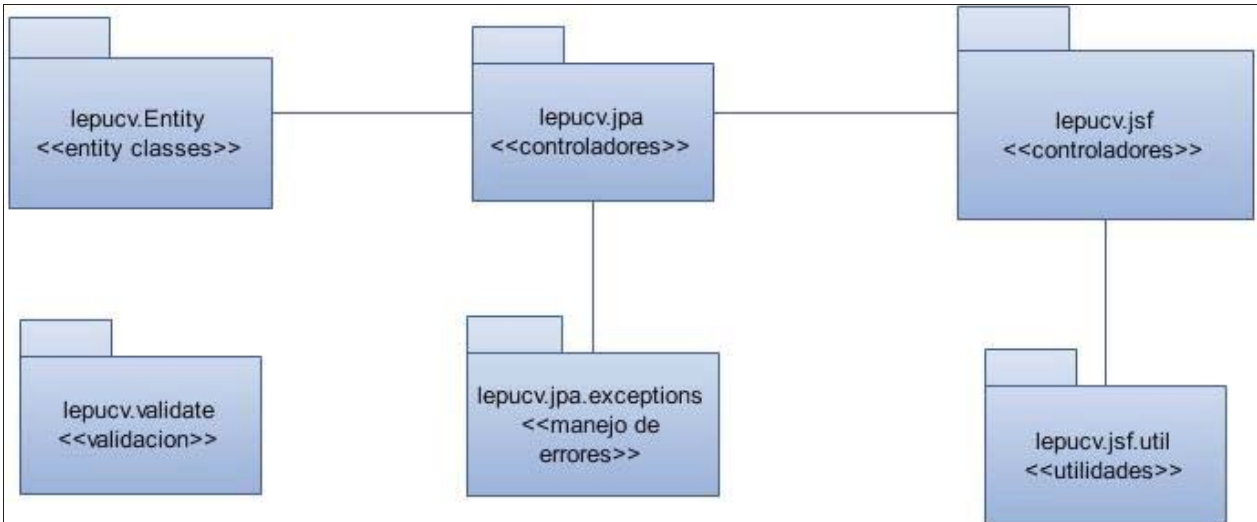 lepucv.Entity
<<entity classes>>
lepucv.jpa
<<controladores>>
lepucv.jsf
<<controladores>>
lepucv.validate
<<validacion>>
lepucv.jpa.exceptions
<<manejo de
errores>>
lepucv.jsf.util
<<utilidades>>